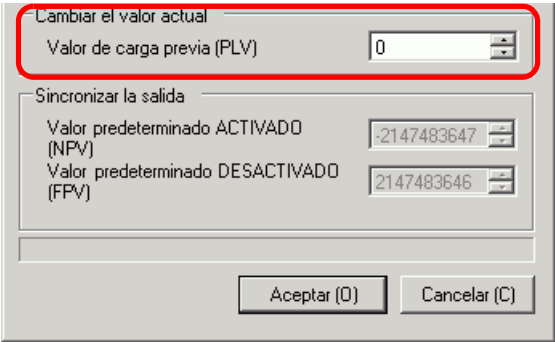 Cambiar el valor actual
Valor de carga previa (PLV) 0
Sincronizar la salida
Valor predeterminado ACTIVADO
(NPV) -2147483647
Valor predeterminado DESACTIVADO
(FPV) 2147483646
Aceptar (O) Cancelar (C)